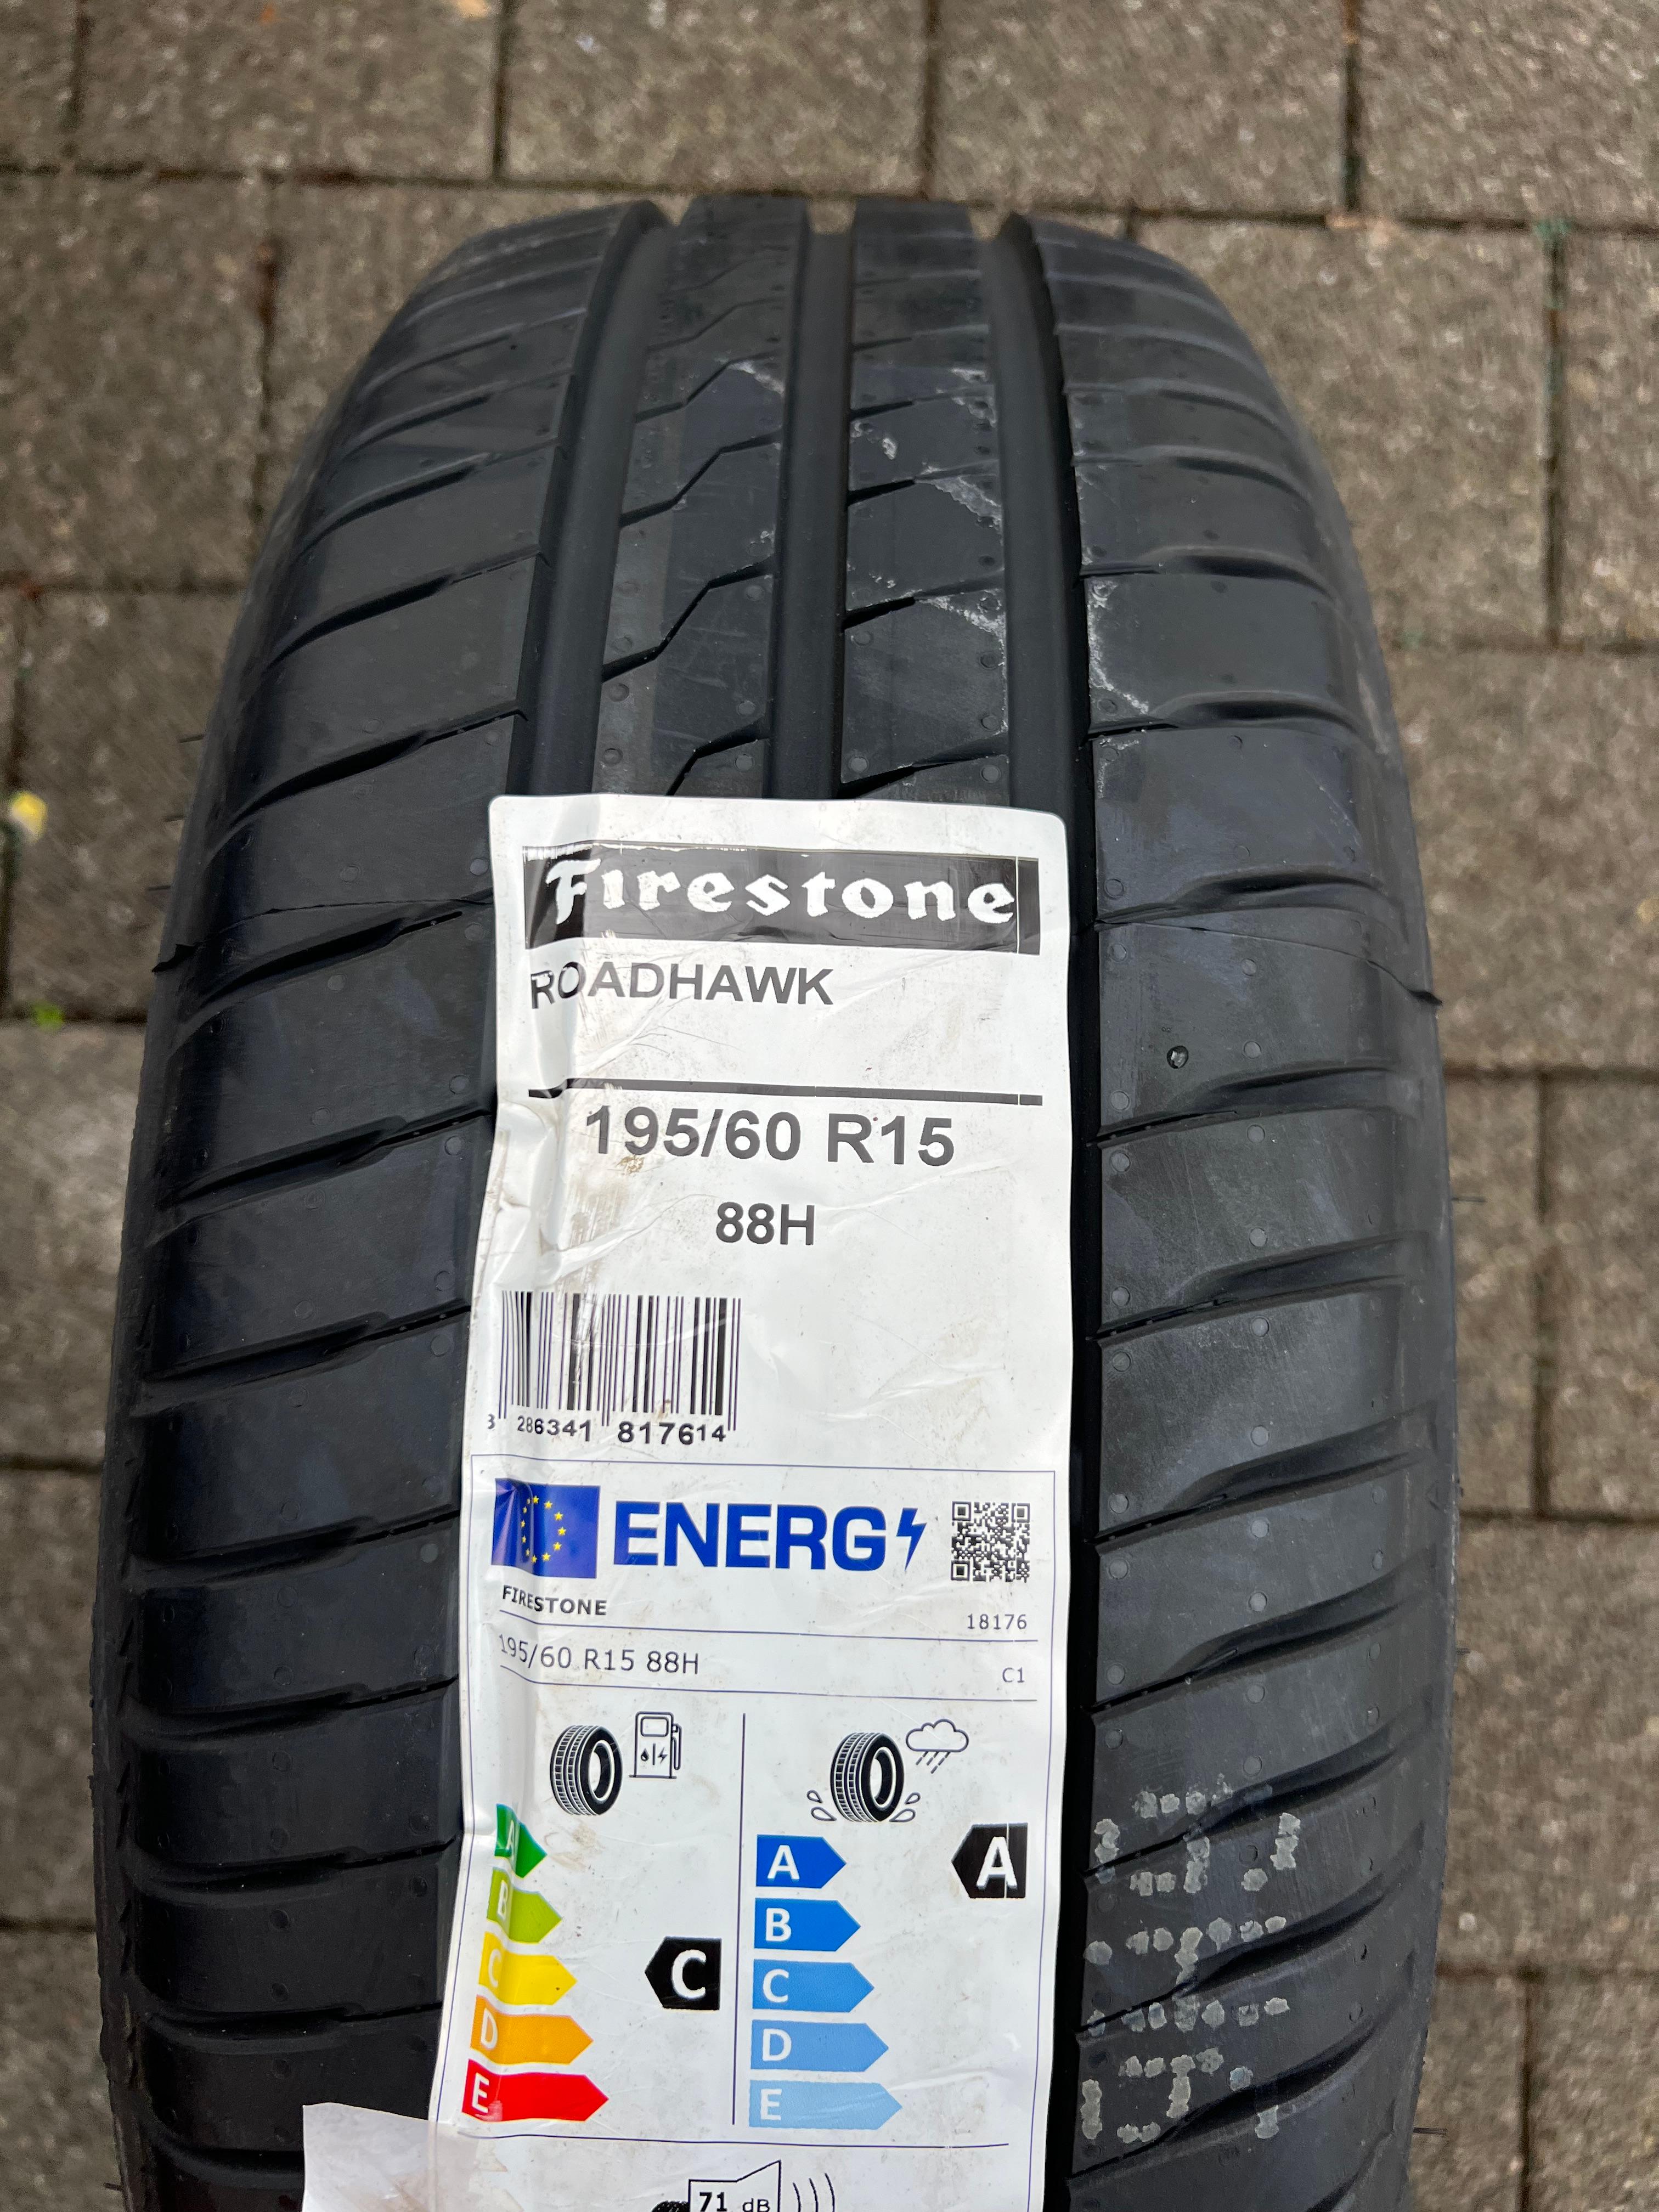 Firestone
ROADHAWK
195/60 R15
88H
3 286341 817614
ENERG
FIRESTONE
18176
195/60 R15 88H
C1
A
A
A
B
B
C
C
C
D
D
E
E
71 dB